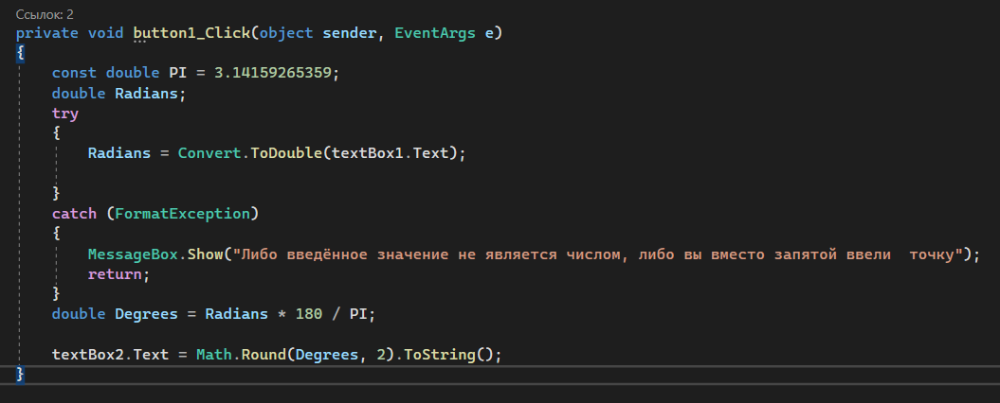 Ссылок: 2
private void button1_Click(object sender, EventArgs e)
{
const double PI = 3.14159265359;
double Radians;
try
{
Radians = Convert.ToDouble(textBox1.Text);
}
catch (FormatException)
{
MessageBox.Show("Либо введённое значение не является числом, либо вы вместо запятой ввели  точку");
return;
}
double Degrees = Radians * 180 / PI;
textBox2.Text = Math.Round(Degrees, 2).ToString();
}